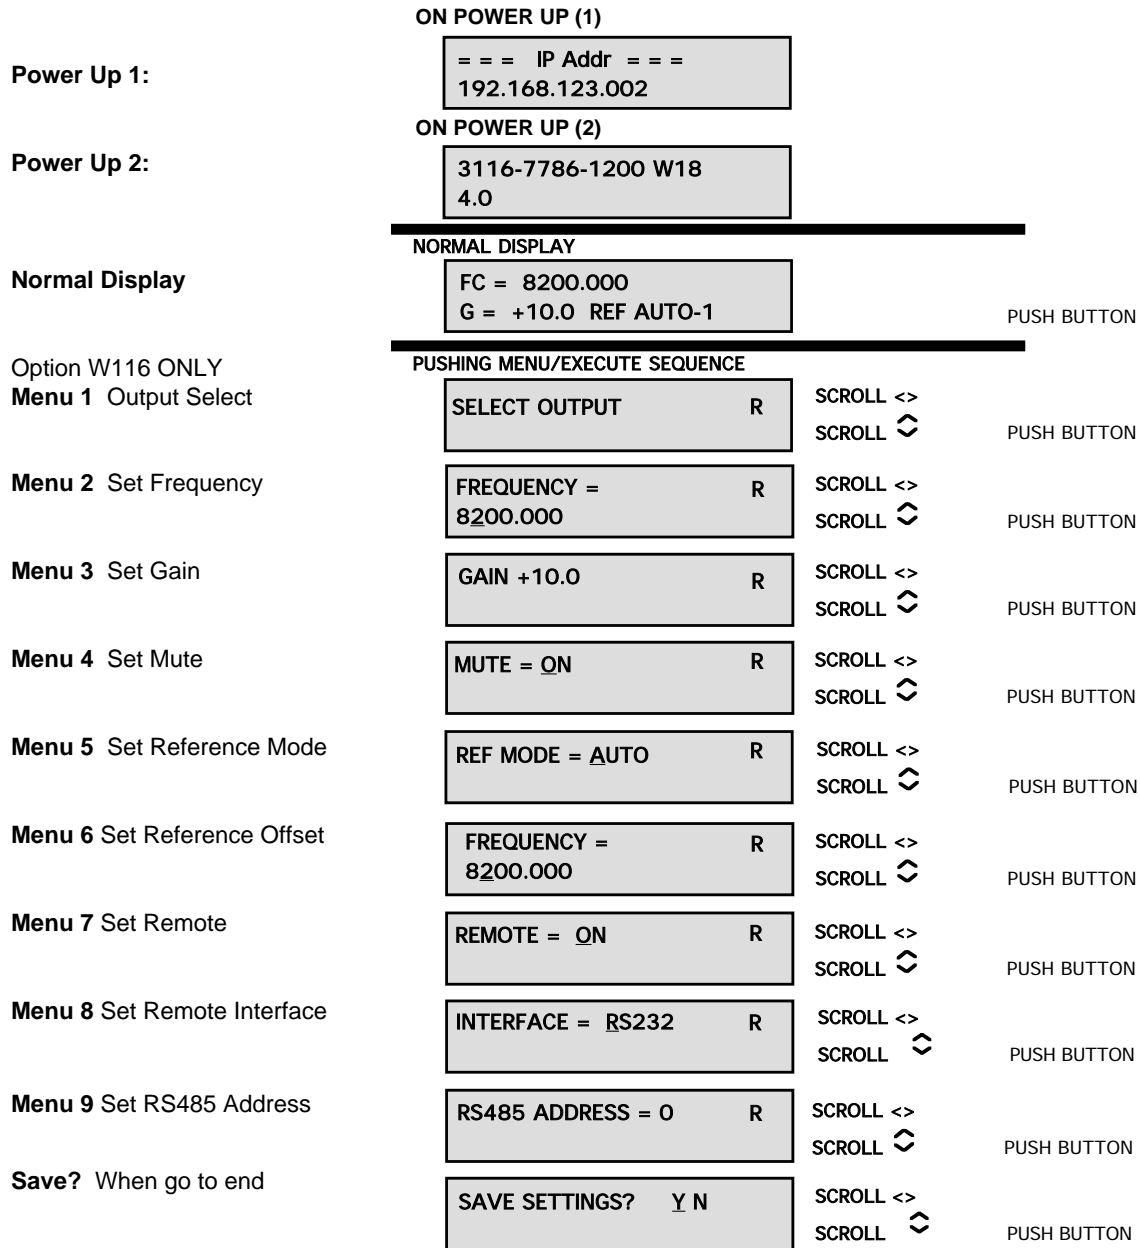 ON POWER UP (1)
Power Up 1:
= = = IP Addr = = =
192.168.123.002
ON POWER UP (2)
Power Up 2:
3116-7786-1200 W18
4.0
NORMAL DISPLAY
Normal Display
FC = 8200.000
G = +10.0 REF AUTO-1
PUSH BUTTON
Option W116 ONLY
PUSHING MENU/EXECUTE SEQUENCE
Menu 1 Output Select
SELECT OUTPUT R
SCROLL <>
SCROLL
PUSH BUTTON
Menu 2 Set Frequency
FREQUENCY = R
8200.000
SCROLL <>
SCROLL
PUSH BUTTON
Menu 3 Set Gain
GAIN +10.0 R
SCROLL <>
SCROLL
PUSH BUTTON
Menu 4 Set Mute
MUTE = ON R
SCROLL <>
SCROLL
PUSH BUTTON
Menu 5 Set Reference Mode
REF MODE = AUTO R
SCROLL <>
SCROLL
PUSH BUTTON
Menu 6 Set Reference Offset
FREQUENCY = R
8200.000
SCROLL <>
SCROLL
PUSH BUTTON
Menu 7 Set Remote
REMOTE = ON R
SCROLL <>
SCROLL
PUSH BUTTON
Menu 8 Set Remote Interface
INTERFACE = RS232 R
SCROLL <>
SCROLL
PUSH BUTTON
Menu 9 Set RS485 Address
RS485 ADDRESS = 0 R
SCROLL <>
SCROLL
PUSH BUTTON
Save? When go to end
SAVE SETTINGS? Y N
SCROLL <>
SCROLL
PUSH BUTTON